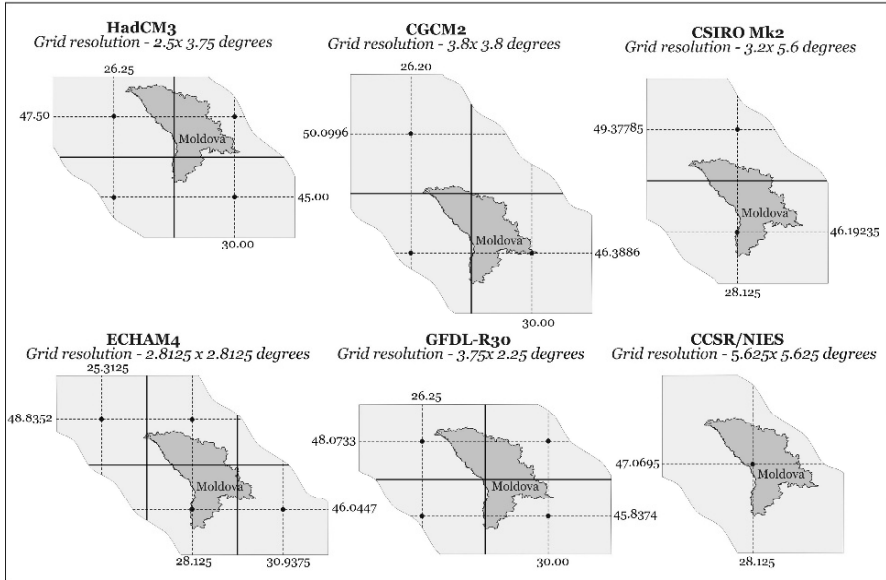 HadCM3
Grid resolution - 2.5x 3.75 degrees
26.25
47.50
Moldova
45.00
30.00
CGCM2
Grid resolution - 3.8x 3.8 degrees
26.20
50.0996
Moldova
46.3886
30.00
CSIRO Mk2
Grid resolution - 3.2x 5.6 degrees
49.37785
Moldova
46.19235
28.125
ECHAM4
Grid resolution - 2.8125 x 2.8125 degrees
25.3125
48.8352
Moldova
46.0447
28.125
30.9375
GFDL-R30
Grid resolution - 3.75x 2.25 degrees
26.25
48.0733
Moldova
45.8374
30.00
CCSR/NIES
Grid resolution - 5.625x 5.625 degrees
47.0695
Moldova
28.125